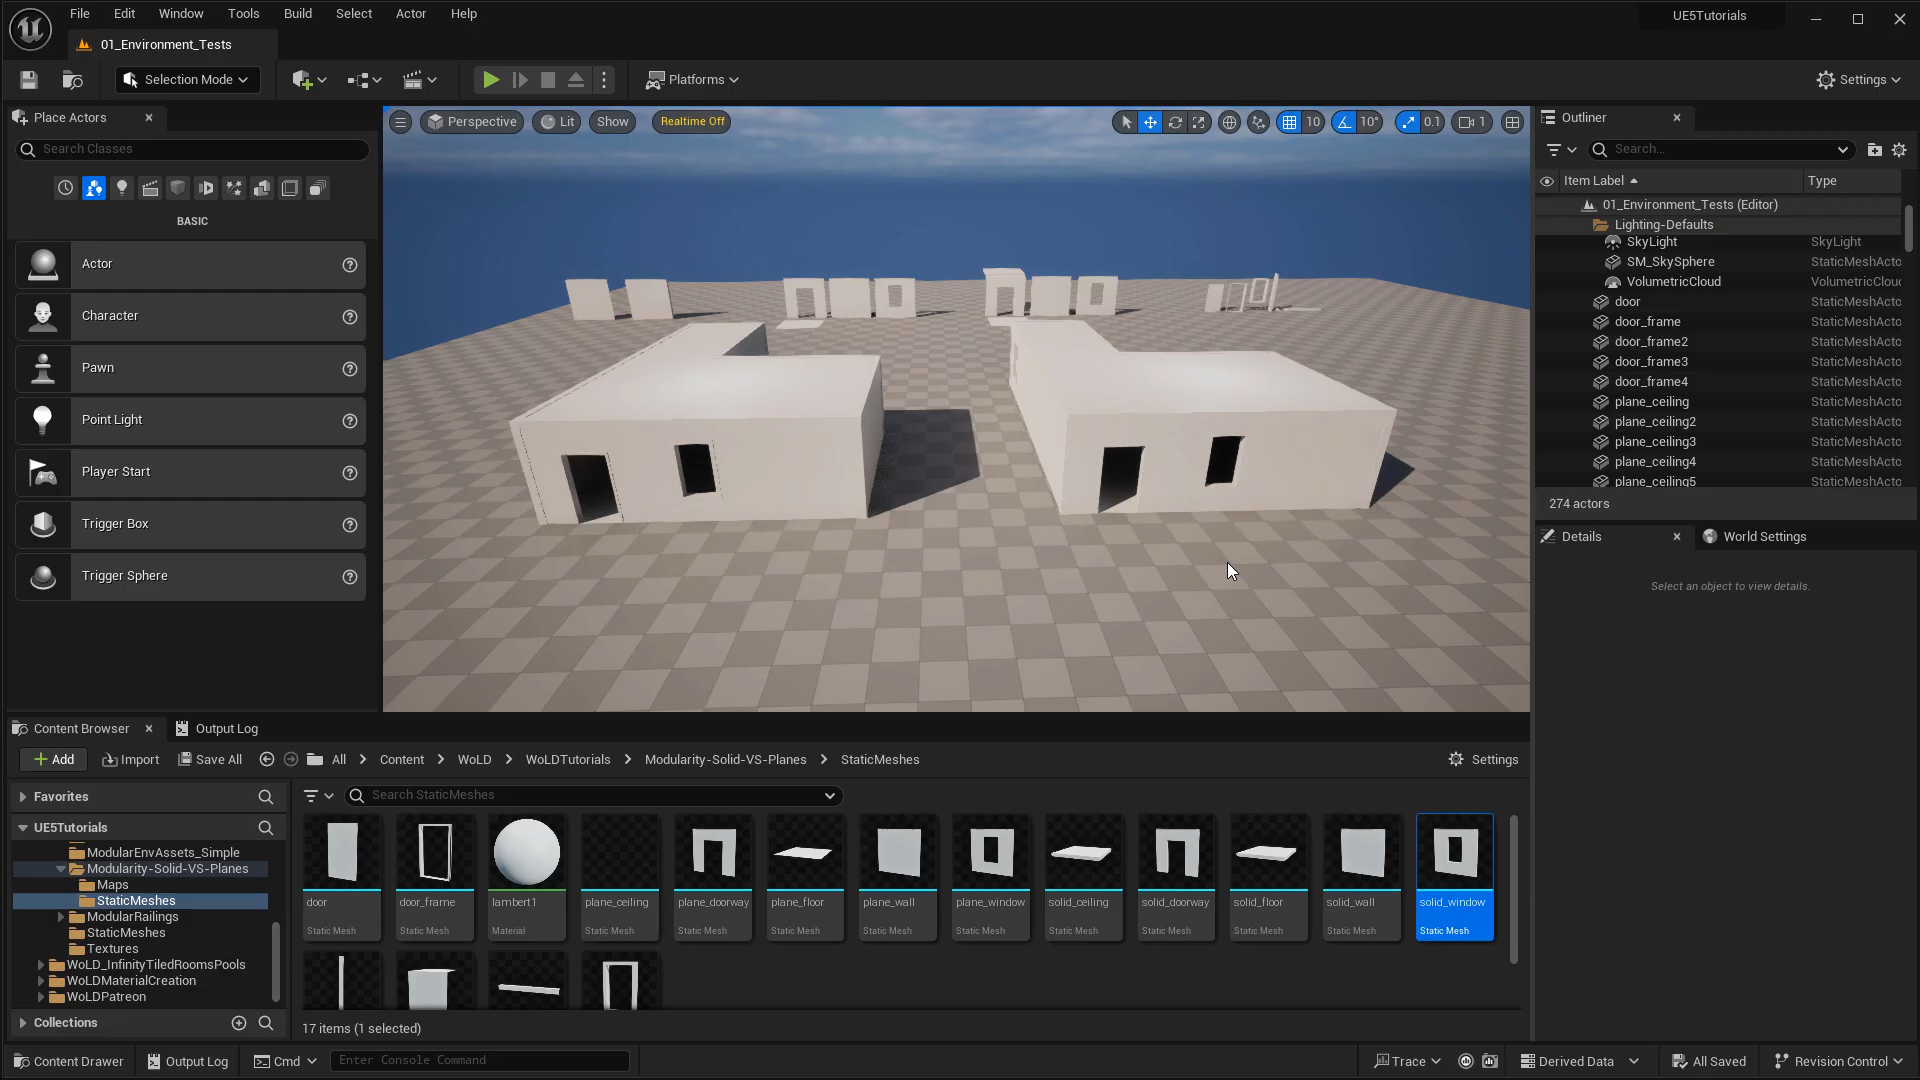 File Edit Window Tools Build Select Actor Help
UE5Tutorials
01_Environment_Tests
Selection Mode
Platforms
Settings
Place Actors
Search Classes
BASIC
Actor
Character
Pawn
Point Light
Player Start
Trigger Box
Trigger Sphere
Perspective Lit Show Realtime Off
10 10° 0.1 1
Outliner
Search...
Item Label Type
01_Environment_Tests (Editor)
Lighting-Defaults
SkyLight SkyLight
SM_SkySphere StaticMeshActo
VolumetricCloud VolumetricClou
door StaticMeshActo
door_frame StaticMeshActo
door_frame2 StaticMeshActo
door_frame3 StaticMeshActo
door_frame4 StaticMeshActo
plane_ceiling StaticMeshActo
plane_ceiling2 StaticMeshActo
plane_ceiling3 StaticMeshActo
plane_ceiling4 StaticMeshActo
plane_ceiling5 StaticMeshActo
274 actors
Details World Settings
Select an object to view details.
Content Browser Output Log
Add Import Save All All Content WoLD WoLDTutorials Modularity-Solid-VS-Planes StaticMeshes Settings
Favorites
UE5Tutorials
ModularEnvAssets_Simple
Modularity-Solid-VS-Planes
Maps
StaticMeshes
ModularRailings
StaticMeshes
Textures
WoLD_InfinityTiledRoomsPools
WoLDMaterialCreation
WoLDPatreon
Collections
Search StaticMeshes
door door_frame lambert1 plane_ceiling plane_doorway plane_floor plane_wall plane_window solid_ceiling solid_doorway solid_floor solid_wall solid_window
Static Mesh Static Mesh Material Static Mesh Static Mesh Static Mesh Static Mesh Static Mesh Static Mesh Static Mesh Static Mesh Static Mesh Static Mesh
17 items (1 selected)
Content Drawer Output Log Cmd Enter Console Command Trace Derived Data All Saved Revision Control